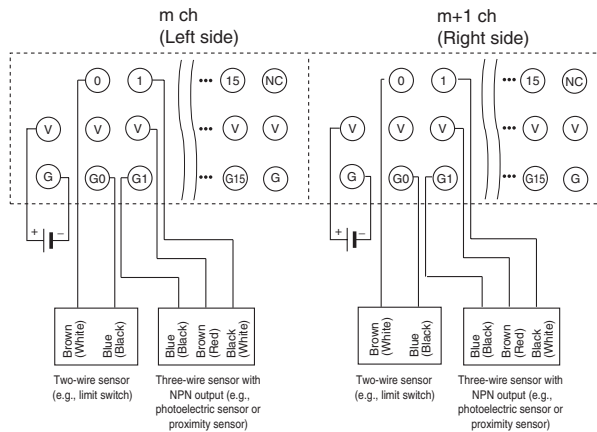 m ch
(Left side)
m+1 ch
(Right side)
0 1 ••• 15 NC
V V V ••• V V
G G0 G1 ••• G15 G
+ −
0 1 ••• 15 NC
V V V ••• V V
G G0 G1 ••• G15 G
+ −
Brown
(White)
Blue
(Black)
Blue
(Black)
Brown
(Red)
Black
(White)
Brown
(White)
Blue
(Black)
Blue
(Black)
Brown
(Red)
Black
(White)
Two-wire sensor
(e.g., limit switch)
Three-wire sensor with
NPN output (e.g.,
photoelectric sensor or
proximity sensor)
Two-wire sensor
(e.g., limit switch)
Three-wire sensor with
NPN output (e.g.,
photoelectric sensor or
proximity sensor)